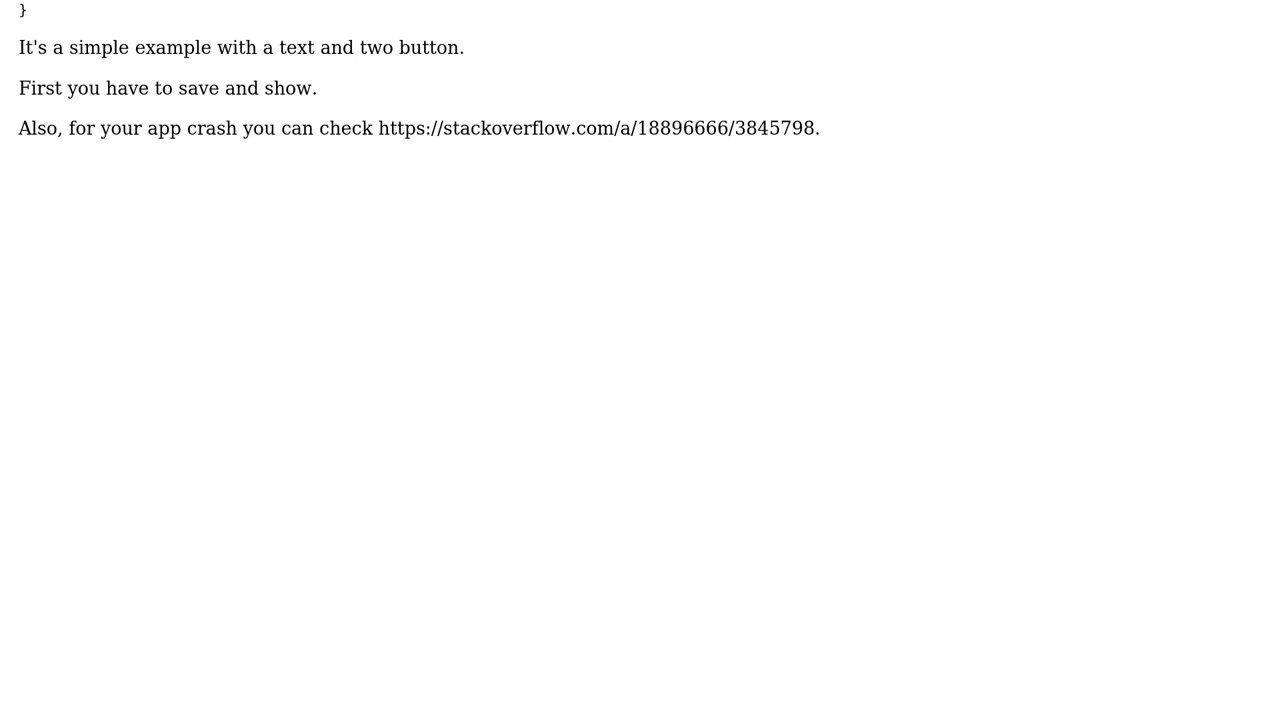 }
It's a simple example with a text and two button.
First you have to save and show.
Also, for your app crash you can check https://stackoverflow.com/a/18896666/3845798.